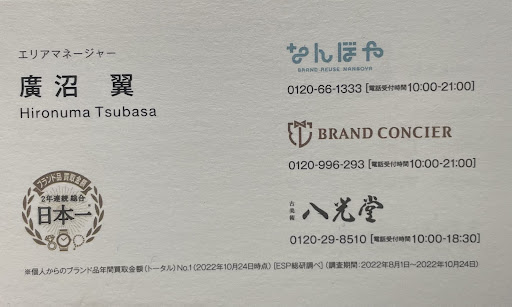 エリアマネージャー
廣沼 翼
Hironuma Tsubasa
ブランド品 買取金額
2年連続 総合
日本一※
なんぼや
BRAND REUSE NANBOYA
0120-66-1333 [電話受付時間10:00-21:00]
BRAND CONCIER
0120-996-293 [電話受付時間10:00-21:00]
古美術 八光堂
0120-29-8510 [電話受付時間10:00-18:30]
※個人からのブランド品年間買取金額（トータル）No.1（2022年10月24日時点）[ESP総研調べ]（調査期間：2022年8月1日〜2022年10月24日）